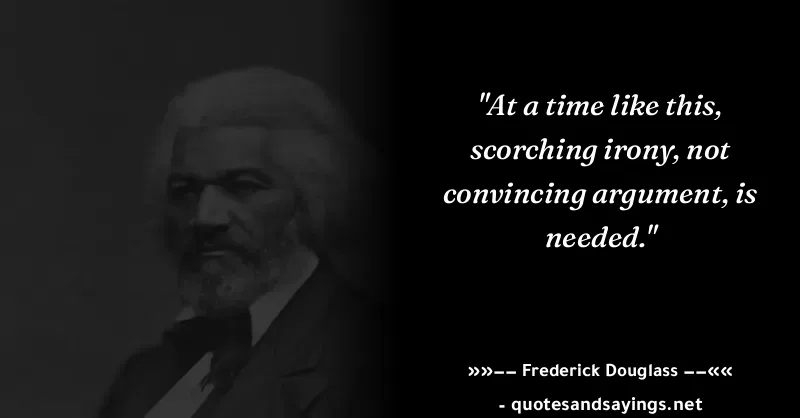 "At a time like this,
scorching irony, not
convincing argument, is
needed."
»»−− Frederick Douglass −−««
- quotesandsayings.net